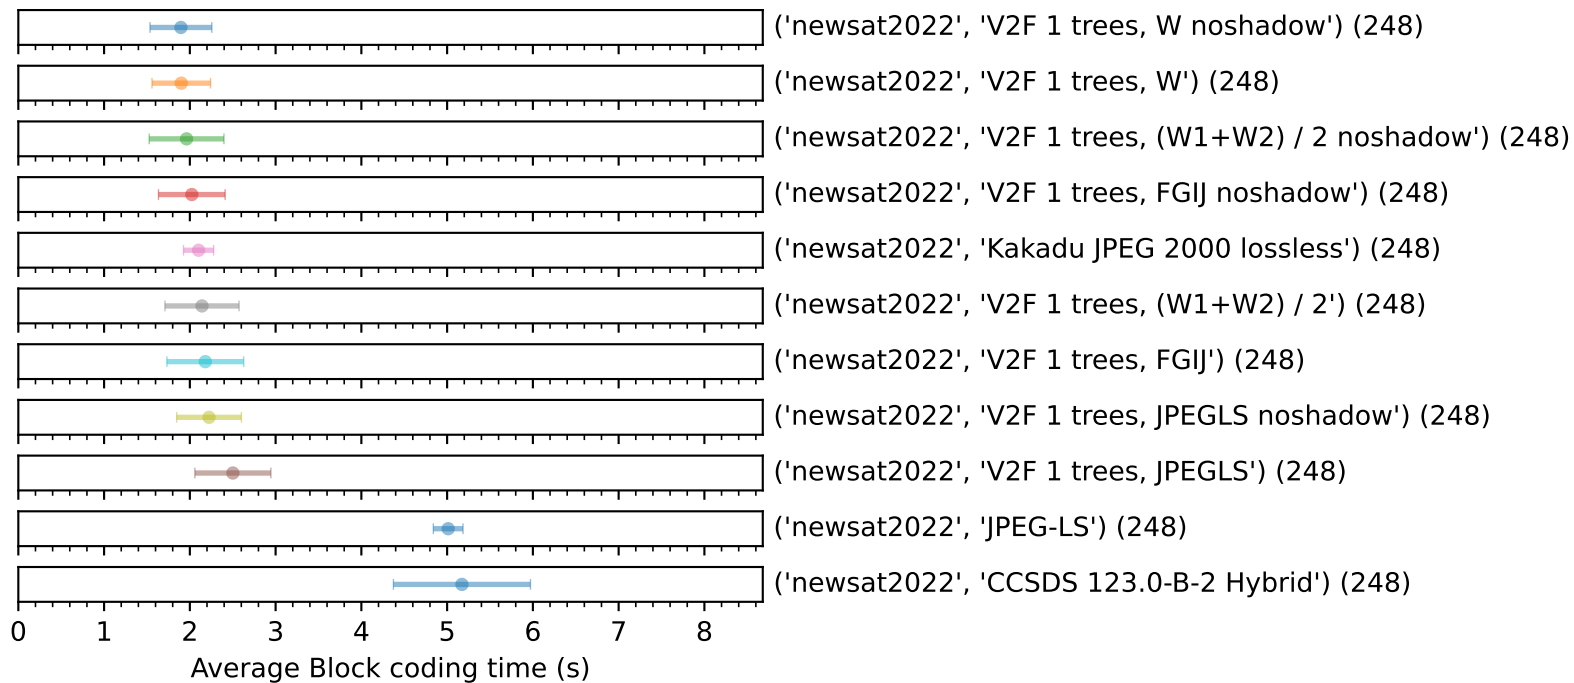 ('newsat2022', 'V2F 1 trees, W noshadow') (248)
('newsat2022', 'V2F 1 trees, W') (248)
('newsat2022', 'V2F 1 trees, (W1+W2) / 2 noshadow') (248)
('newsat2022', 'V2F 1 trees, FGIJ noshadow') (248)
('newsat2022', 'Kakadu JPEG 2000 lossless') (248)
('newsat2022', 'V2F 1 trees, (W1+W2) / 2') (248)
('newsat2022', 'V2F 1 trees, FGIJ') (248)
('newsat2022', 'V2F 1 trees, JPEGLS noshadow') (248)
('newsat2022', 'V2F 1 trees, JPEGLS') (248)
('newsat2022', 'JPEG-LS') (248)
('newsat2022', 'CCSDS 123.0-B-2 Hybrid') (248)
0 1 2 3 4 5 6 7 8
Average Block coding time (s)